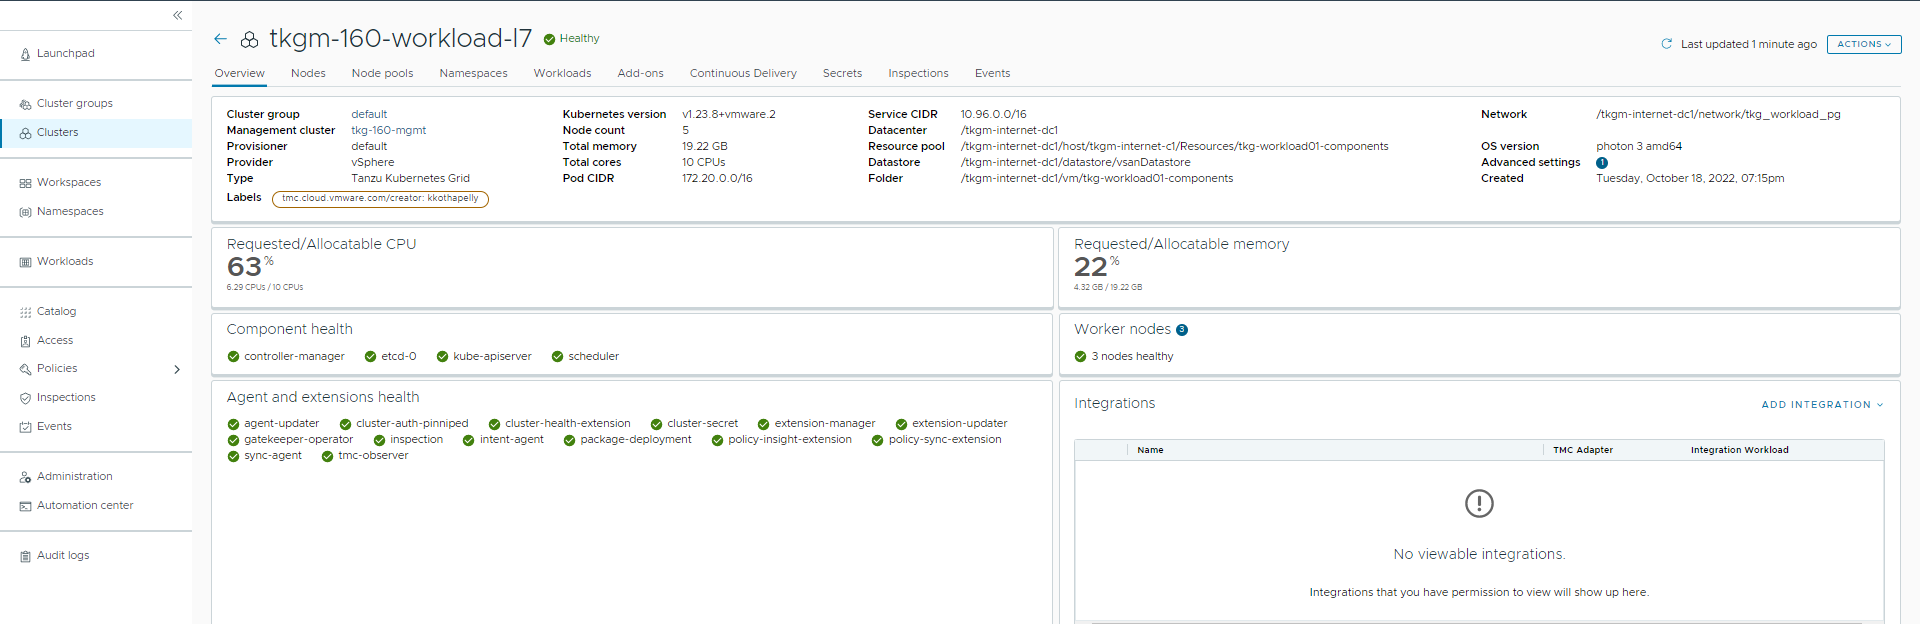 Launchpad
Cluster groups
Clusters
Workspaces
Namespaces
Workloads
Catalog
Access
Policies
Inspections
Events
Administration
Automation center
Audit logs
tkgm-160-workload-l7 Healthy
Last updated 1 minute ago ACTIONS
Overview Nodes Node pools Namespaces Workloads Add-ons Continuous Delivery Secrets Inspections Events
Cluster group default
Management cluster tkg-160-mgmt
Provisioner default
Provider vSphere
Type Tanzu Kubernetes Grid
Labels tmc.cloud.vmware.com/creator: kkothapelly
Kubernetes version v1.23.8+vmware.2
Node count 5
Total memory 19.22 GB
Total cores 10 CPUs
Pod CIDR 172.20.0.0/16
Service CIDR 10.96.0.0/16
Datacenter /tkgm-internet-dc1
Resource pool /tkgm-internet-dc1/host/tkgm-internet-c1/Resources/tkg-workload01-components
Datastore /tkgm-internet-dc1/datastore/vsanDatastore
Folder /tkgm-internet-dc1/vm/tkg-workload01-components
Network /tkgm-internet-dc1/network/tkg_workload_pg
OS version photon 3 amd64
Advanced settings 1
Created Tuesday, October 18, 2022, 07:15pm
Requested/Allocatable CPU
63 %
6.29 CPUs / 10 CPUs
Requested/Allocatable memory
22 %
4.32 GB / 19.22 GB
Component health
controller-manager etcd-0 kube-apiserver scheduler
Worker nodes 3
3 nodes healthy
Agent and extensions health
agent-updater cluster-auth-pinniped cluster-health-extension cluster-secret extension-manager extension-updater
gatekeeper-operator inspection intent-agent package-deployment policy-insight-extension policy-sync-extension
sync-agent tmc-observer
Integrations
ADD INTEGRATION
Name TMC Adapter Integration Workload
No viewable integrations.
Integrations that you have permission to view will show up here.